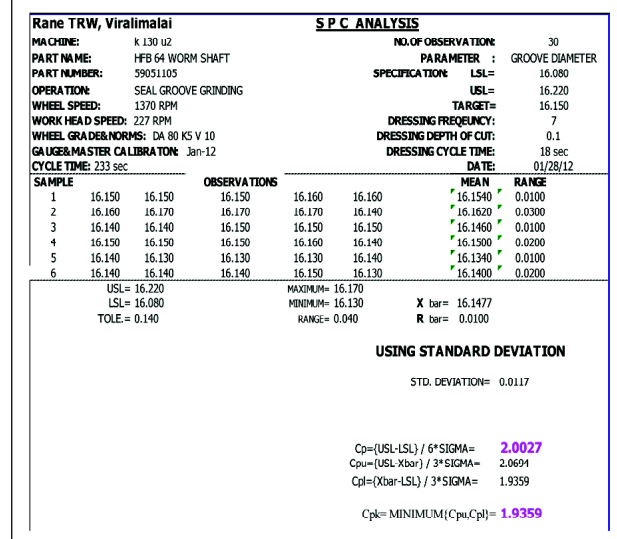 Rane TRW, Viralimalai S P C ANALYSIS
MACHINE: k 130 u2 NO.OF OBSERVATION: 30
PART NAME: HFB 64 WORM SHAFT PARAMETER : GROOVE DIAMETER
PART NUMBER: 59051105 SPECIFICATION: LSL= 16.080
OPERATION: SEAL GROOVE GRINDING USL= 16.220
WHEEL SPEED: 1370 RPM TARGET= 16.150
WORK HEAD SPEED: 227 RPM DRESSING FREQEUNCY: 7
WHEEL GRADE&NORMS: DA 80 K5 V 10 DRESSING DEPTH OF CUT: 0.1
GAUGE&MASTER CALIBRATON: Jan-12 DRESSING CYCLE TIME: 18 sec
CYCLE TIME: 233 sec DATE: 01/28/12
SAMPLE OBSERVATIONS MEAN RANGE
1 16.150 16.150 16.150 16.160 16.160 16.1540 0.0100
2 16.160 16.170 16.170 16.170 16.140 16.1620 0.0300
3 16.140 16.140 16.150 16.150 16.150 16.1460 0.0100
4 16.150 16.150 16.150 16.160 16.140 16.1500 0.0200
5 16.140 16.130 16.130 16.130 16.140 16.1340 0.0100
6 16.140 16.140 16.140 16.150 16.130 16.1400 0.0200
USL= 16.220 MAXIMUM= 16.170
LSL= 16.080 MINIMUM= 16.130 X bar= 16.1477
TOLE.= 0.140 RANGE= 0.040 R bar= 0.0100
USING STANDARD DEVIATION
STD. DEVIATION= 0.0117
Cp={USL-LSL} / 6*SIGMA= 2.0027
Cpu={USL-Xbar} / 3*SIGMA= 2.0694
Cpl={Xbar-LSL} / 3*SIGMA= 1.9359
Cpk= MINIMUM{Cpu,Cpl}= 1.9359